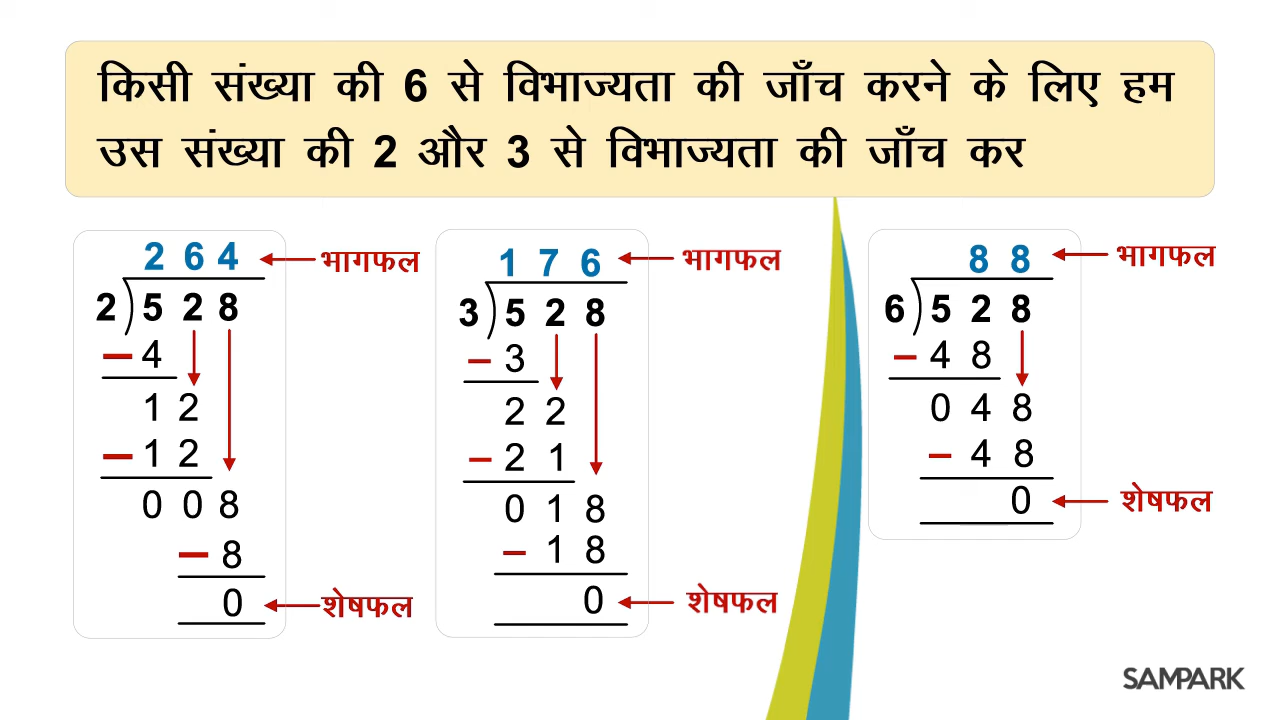 किसी संख्या की 6 से विभाज्यता की जाँच करने के लिए हम
उस संख्या की 2 और 3 से विभाज्यता की जाँच कर
2 6 4 भागफल
2 ) 5 2 8
– 4
1 2
– 1 2
0 0 8
– 8
0 शेषफल
1 7 6 भागफल
3 ) 5 2 8
– 3
2 2
– 2 1
0 1 8
– 1 8
0 शेषफल
8 8 भागफल
6 ) 5 2 8
– 4 8
0 4 8
– 4 8
0 शेषफल
SAMPARK